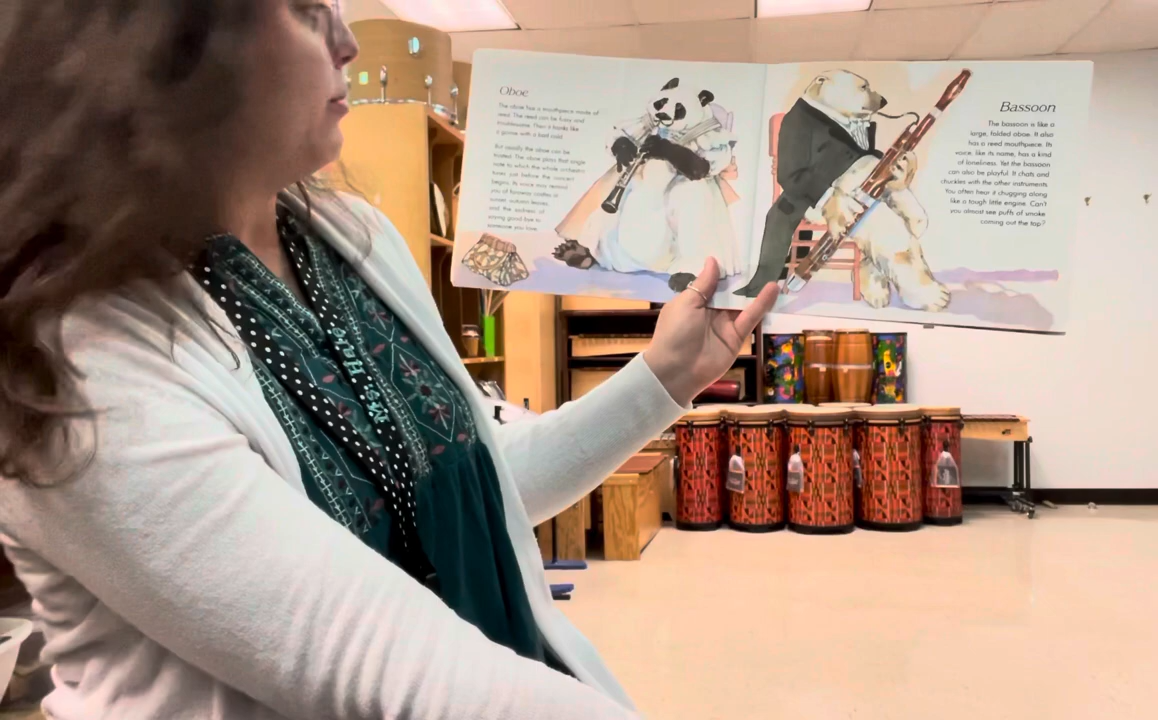 Oboe
The oboe has a mouthpiece made of
reed. The reed can be fussy and
troublesome. Then it honks like
a goose with a bad cold.
But usually the oboe can be
trusted. The oboe plays that single
note to which the whole orchestra
tunes just before the concert
begins. Its voice may remind
you of faraway castles or
sunset, autumn leaves,
and the sadness of
saying good-bye to
someone you love.
Bassoon
The bassoon is like a
large, folded oboe. It also
has a reed mouthpiece. Its
voice, like its name, has a kind
of loneliness. Yet the bassoon
can also be playful. It chats and
chuckles with the other instruments.
You often hear it chugging along
like a tough little engine. Can't
you almost see puffs of smoke
coming out the top?
Ms. Hale